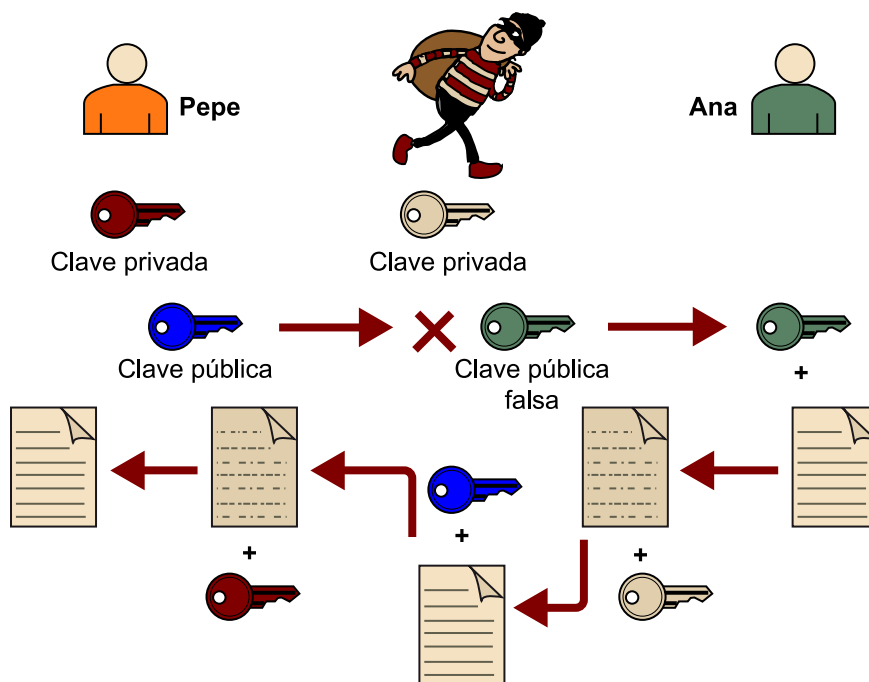 Pepe
Ana
Clave privada
Clave privada
Clave pública
Clave pública
falsa
+
+
+
+